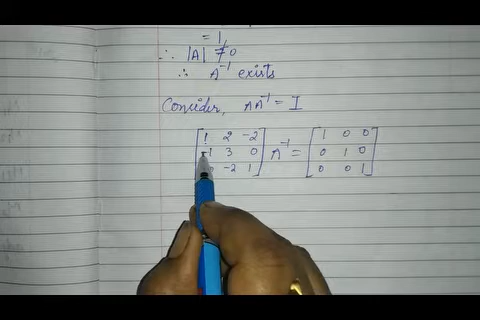 = 1
∴ |A| ≠ 0
∴ A⁻¹ exists
Consider, AA⁻¹ = I
[1 2 -2] [1 0 0]
[-1 3 0] A⁻¹ = [0 1 0]
[-2 1] [0 0 1]